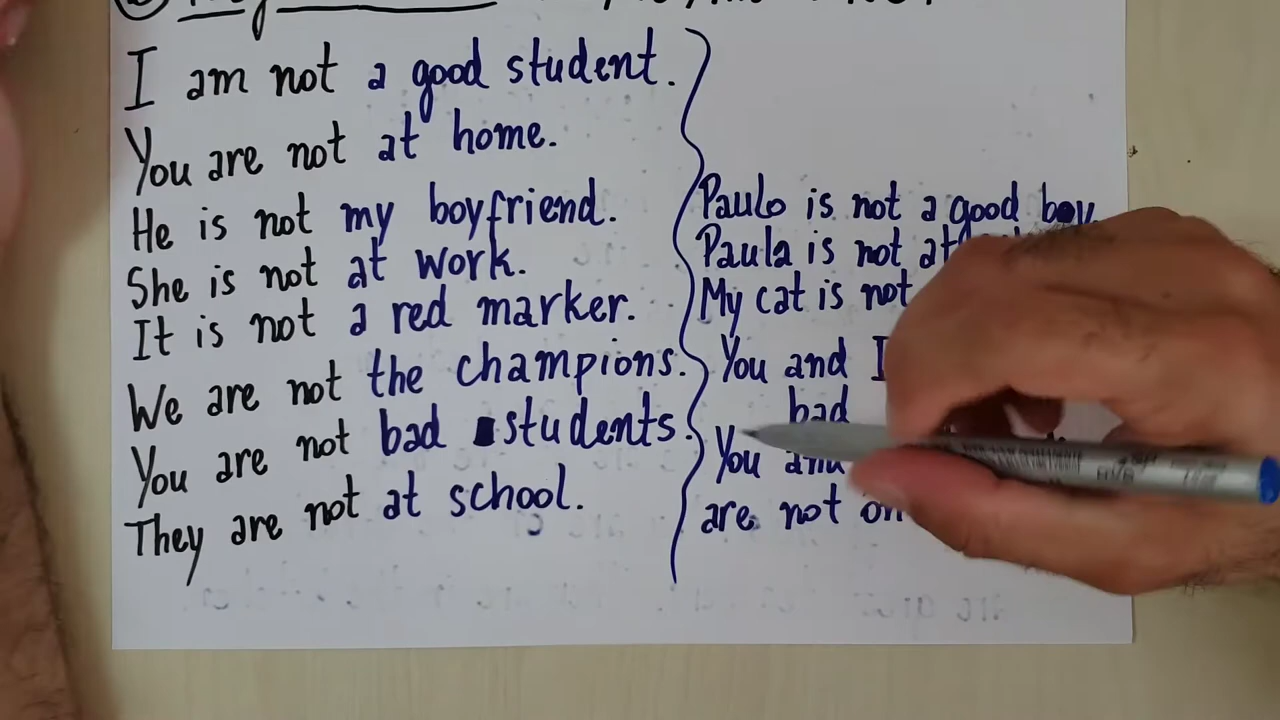 I am not a good student.
You are not at home.
He is not my boyfriend.
She is not at work.
It is not a red marker.
We are not the champions.
You are not bad students.
They are not at school.
Paulo is not a good boy.
Paula is not at
My cat is not
You and I
bad
You and
are not on